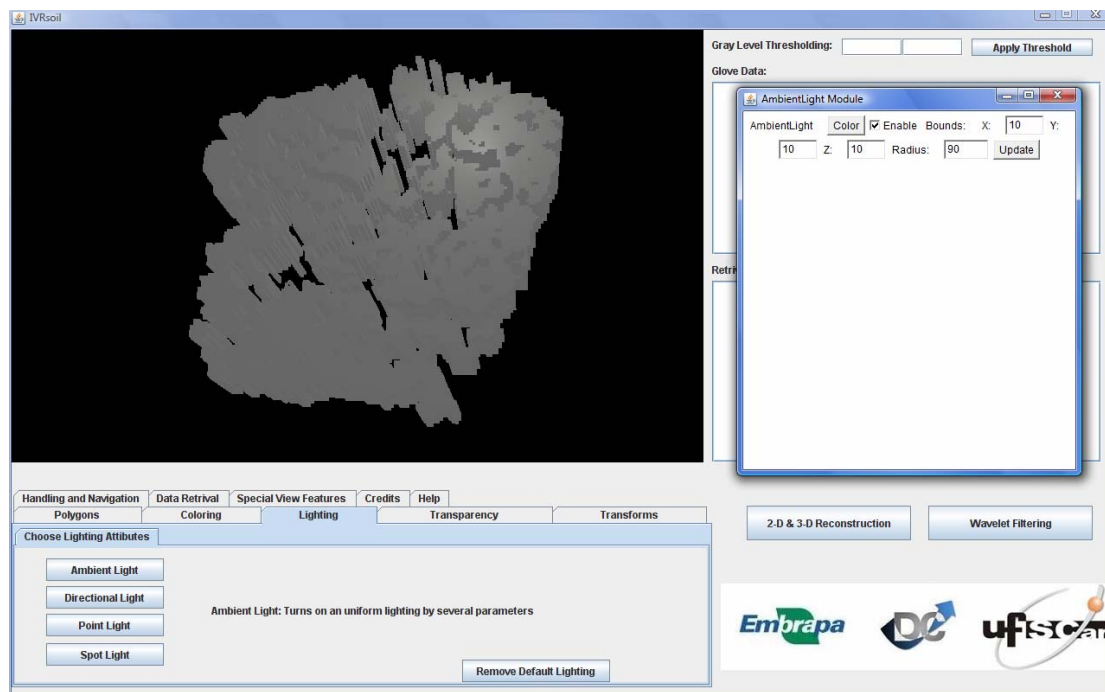 IVRsoil
Gray Level Thresholding:
Apply Threshold
Glove Data:
AmbientLight Module
AmbientLight Color Enable Bounds: X: 10 Y:
10 Z: 10 Radius: 90 Update
Retri
Handling and Navigation Data Retrival Special View Features Credits Help
Polygons Coloring Lighting Transparency Transforms
Choose Lighting Attibutes
Ambient Light
Directional Light
Point Light
Spot Light
Ambient Light: Turns on an uniform lighting by several parameters
Remove Default Lighting
2-D & 3-D Reconstruction
Wavelet Filtering
Embrapa
DC
ufscar